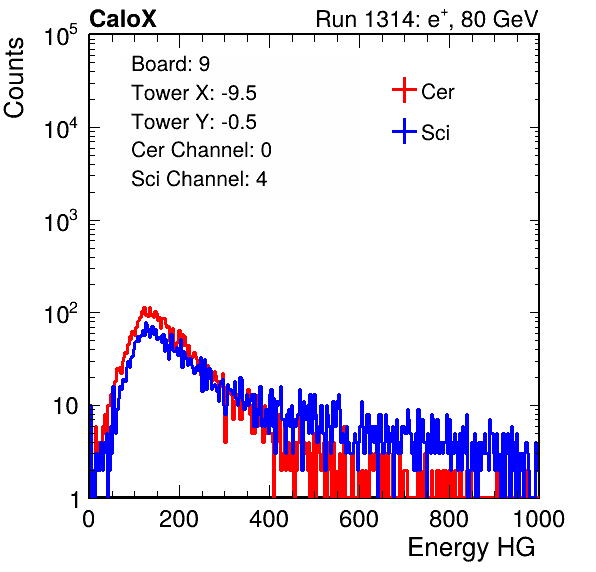 CaloX Run 1314: e⁺, 80 GeV
Counts
Board: 9
Tower X: -9.5
Tower Y: -0.5
Cer Channel: 0
Sci Channel: 4
Cer
Sci
10⁵
10⁴
10³
10²
10
1
0 200 400 600 800 1000
Energy HG